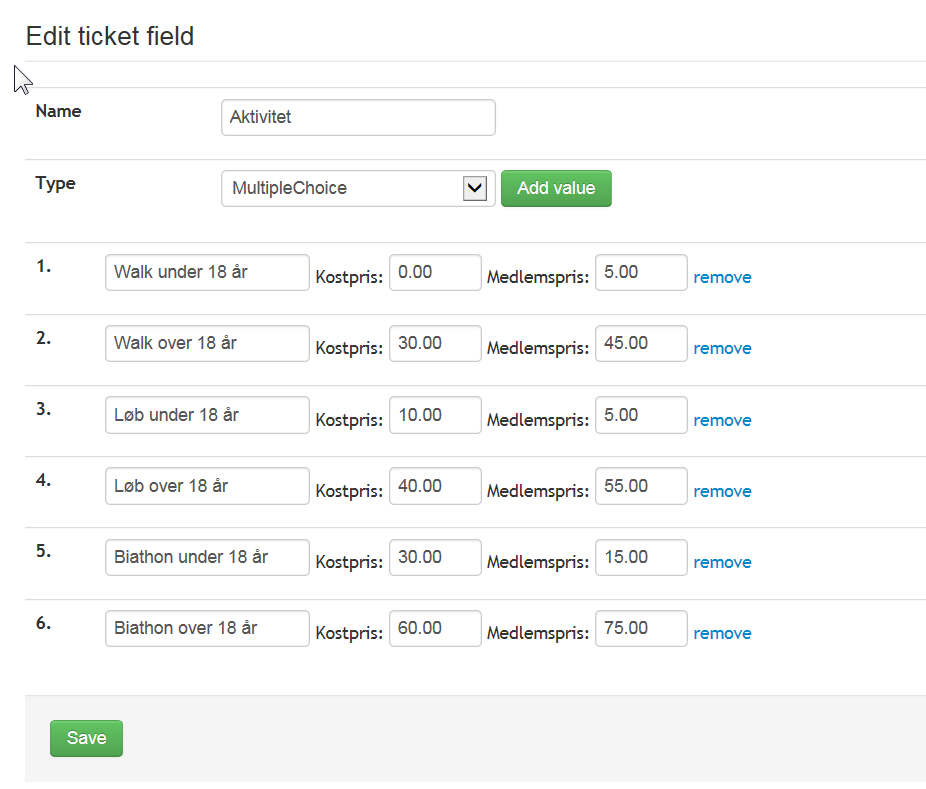 Edit ticket field
Name Aktivitet
Type MultipleChoice Add value
1. Walk under 18 år Kostpris: 0.00 Medlemspris: 5.00 remove
2. Walk over 18 år Kostpris: 30.00 Medlemspris: 45.00 remove
3. Løb under 18 år Kostpris: 10.00 Medlemspris: 5.00 remove
4. Løb over 18 år Kostpris: 40.00 Medlemspris: 55.00 remove
5. Biathon under 18 år Kostpris: 30.00 Medlemspris: 15.00 remove
6. Biathon over 18 år Kostpris: 60.00 Medlemspris: 75.00 remove
Save